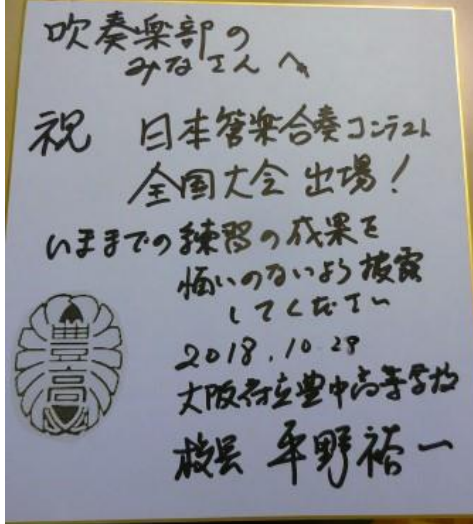 吹奏楽部の
みなさんへ
祝 日本管楽合奏コンテスト
全国大会 出場!
いままでの練習の成果を
悔いのないよう披露
してください
豊高
2018.10.29
大阪府立豊中高等学校
校長 平野裕一